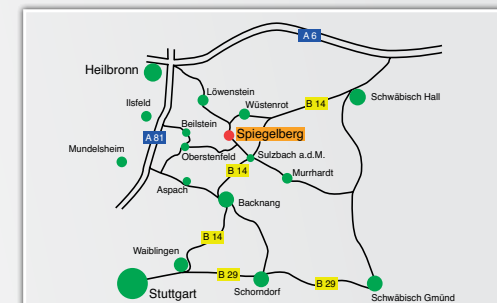 A 6
Heilbronn
Löwenstein
Schwäbisch Hall
Ilsfeld
Wüstenrot
B 14
Beilstein
A 81
Spiegelberg
Mundelsheim
Oberstenfeld
Sulzbach a.d.M.
B 14
Murrhardt
Aspach
Backnang
B 14
Waiblingen
B 29
B 29
Stuttgart
Schorndorf
Schwäbisch Gmünd